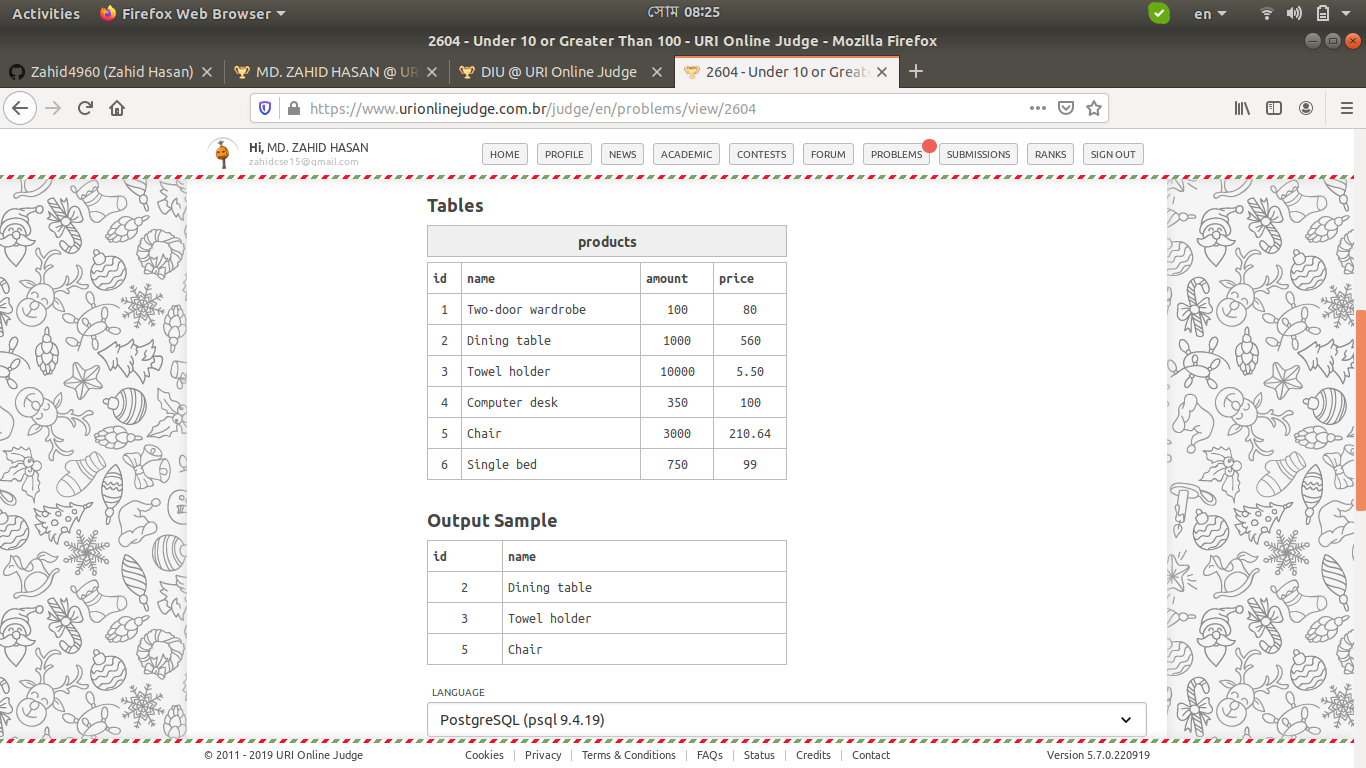 Activities Firefox Web Browser সোম 08:25 en
2604 - Under 10 or Greater Than 100 - URI Online Judge - Mozilla Firefox
Zahid4960 (Zahid Hasan) MD. ZAHID HASAN @ UR DIU @ URI Online Judge 2604 - Under 10 or Great
https://www.urionlinejudge.com.br/judge/en/problems/view/2604
Hi, MD. ZAHID HASAN
zahidcse15@gmail.com
HOME PROFILE NEWS ACADEMIC CONTESTS FORUM PROBLEMS SUBMISSIONS RANKS SIGN OUT
Tables
products
id name amount price
1 Two-door wardrobe 100 80
2 Dining table 1000 560
3 Towel holder 10000 5.50
4 Computer desk 350 100
5 Chair 3000 210.64
6 Single bed 750 99
Output Sample
id name
2 Dining table
3 Towel holder
5 Chair
LANGUAGE
PostgreSQL (psql 9.4.19)
© 2011 - 2019 URI Online Judge Cookies Privacy Terms & Conditions FAQs Status Credits Contact Version 5.7.0.220919